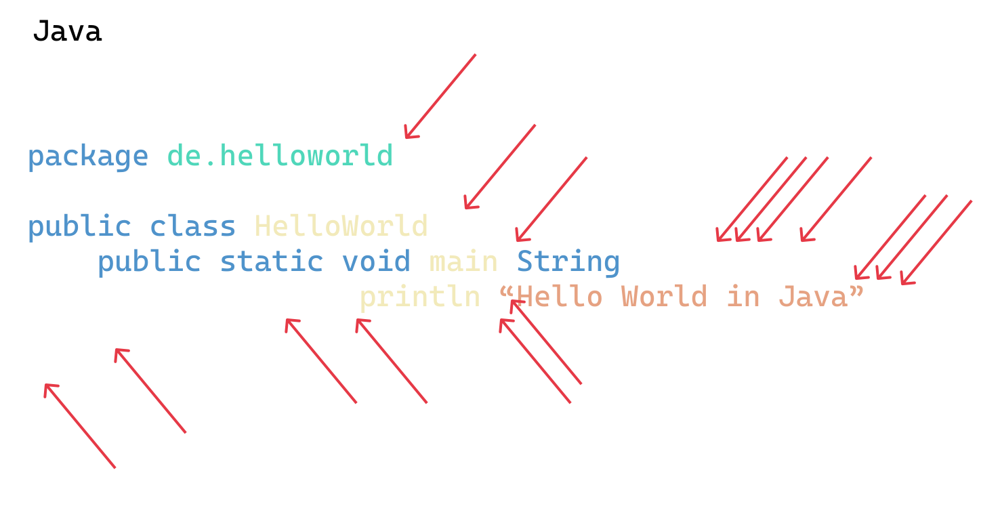 Java
package de.helloworld
public class HelloWorld
public static void main String
println “Hello World in Java”